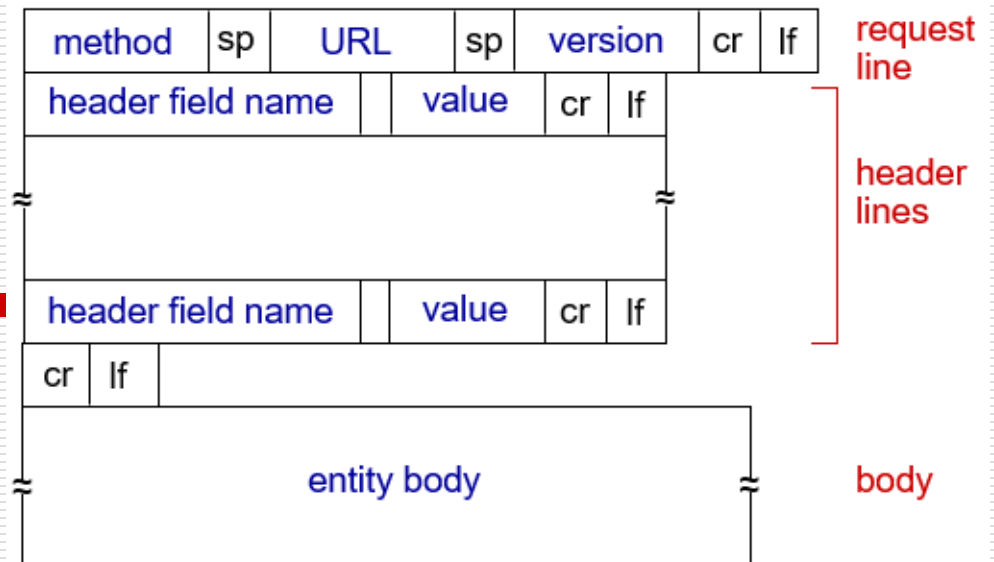 method sp URL sp version cr lf request line
header field name value cr lf
header lines
header field name value cr lf
cr lf
entity body body